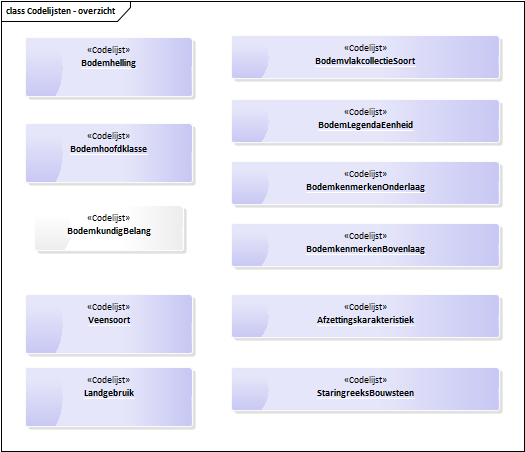 class Codelijsten - overzicht
«Codelijst»
Bodemhelling
«Codelijst»
Bodemhoofdklasse
«Codelijst»
BodemkundigBelang
«Codelijst»
Veensoort
«Codelijst»
Landgebruik
«Codelijst»
BodemvlakcollectieSoort
«Codelijst»
BodemLegendaEenheid
«Codelijst»
BodemkenmerkenOnderlaag
«Codelijst»
BodemkenmerkenBovenlaag
«Codelijst»
Afzettingskarakteristiek
«Codelijst»
StaringreeksBouwsteen